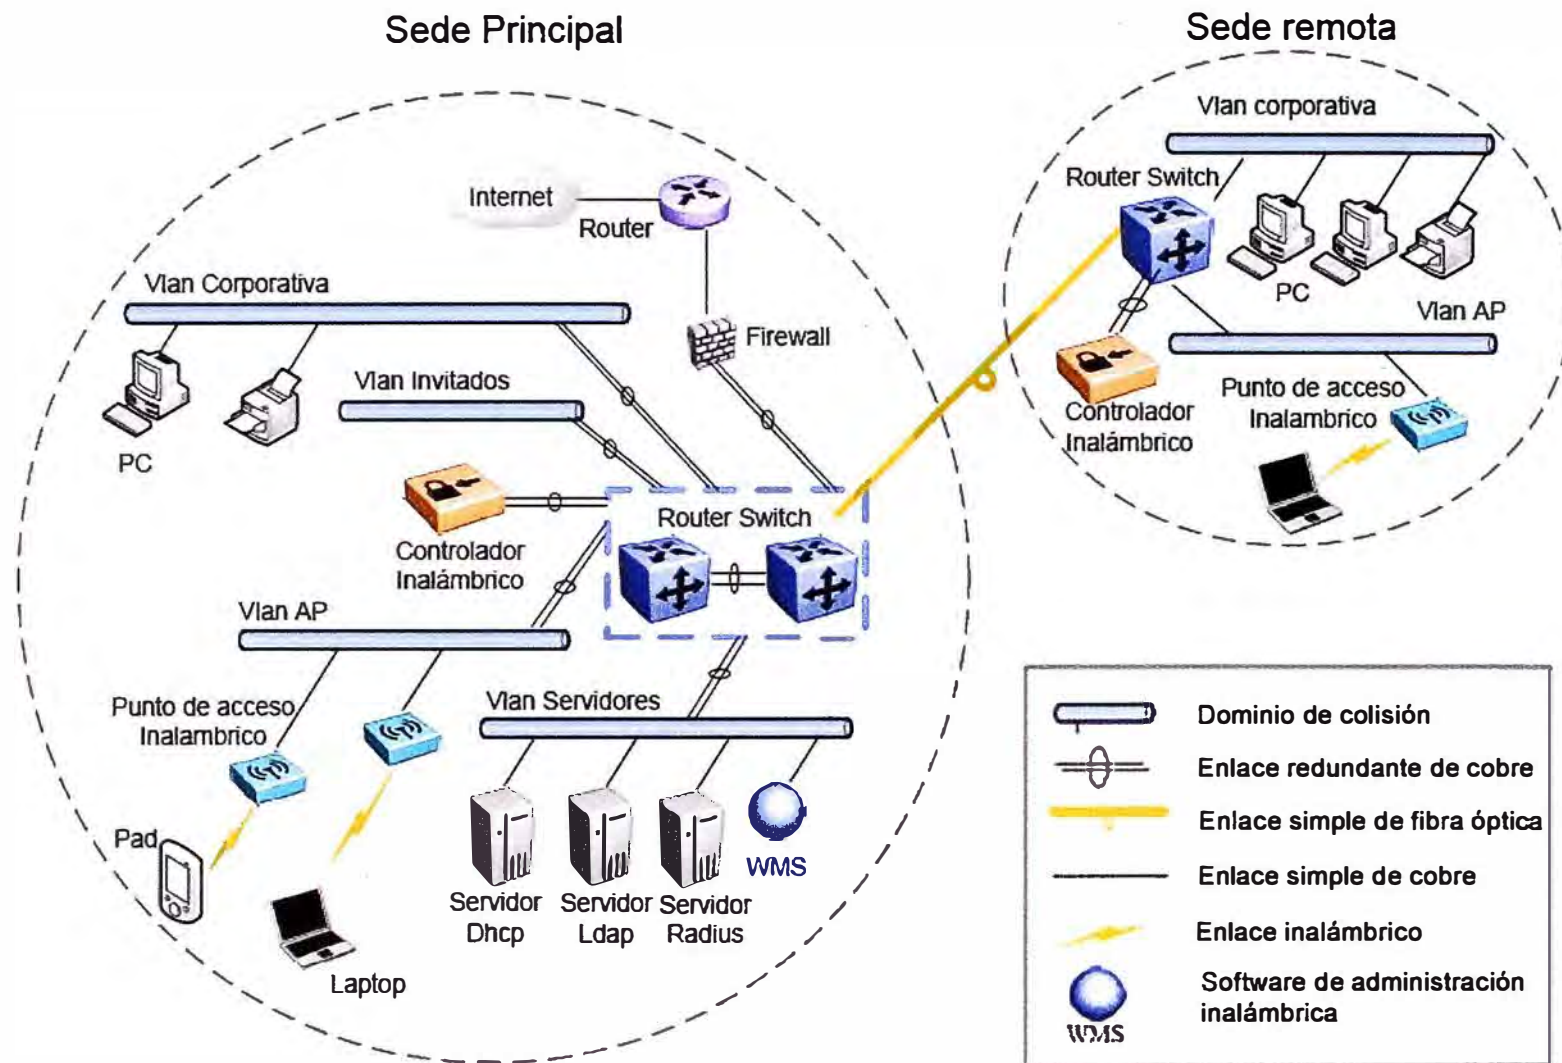 Sede Principal
Sede remota
Vlan corporativa
Router Switch
Internet
Router
PC
Vlan AP
Vlan Corporativa
Firewall
Vlan Invitados
Punto de acceso
Inalambrico
Controlador
Inalámbrico
PC
Router Switch
Controlador
Inalámbrico
Vlan AP
Vlan Servidores
Punto de acceso
Inalambrico
Pad
Laptop
Servidor
Dhcp
Servidor
Ldap
Servidor
Radius
WMS
Dominio de colisión
Enlace redundante de cobre
Enlace simple de fibra óptica
Enlace simple de cobre
Enlace inalámbrico
Software de administración
inalámbrica
WMS